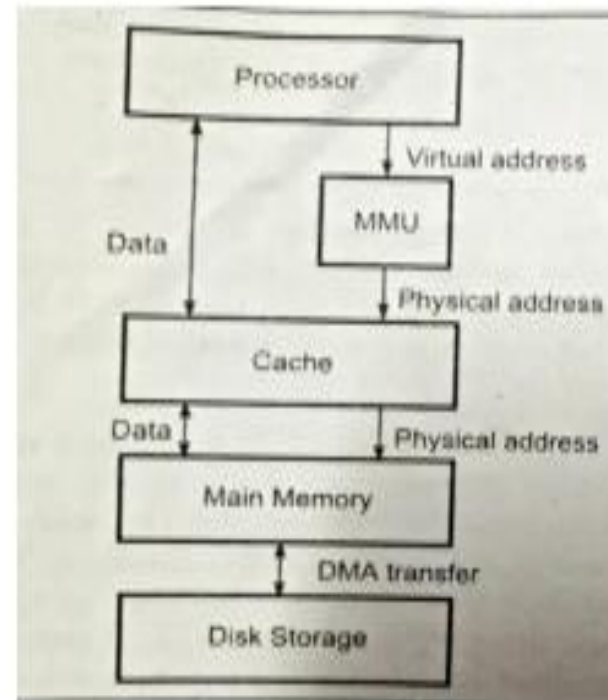 Processor
Virtual address
MMU
Data
Physical address
Cache
Data
Physical address
Main Memory
DMA transfer
Disk Storage